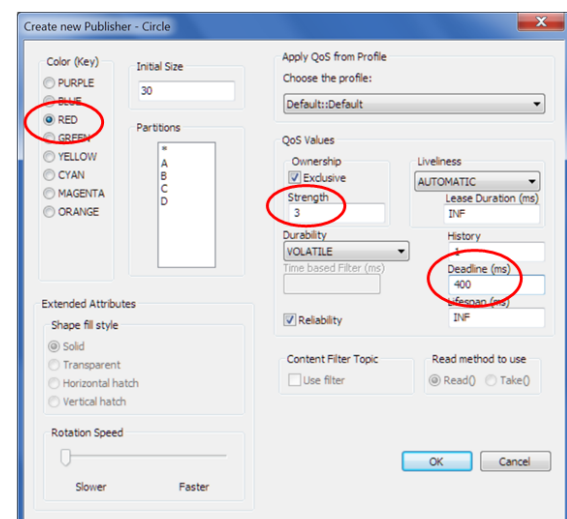 Create new Publisher - Circle
Color (Key)
PURPLE
BLUE
RED
GREEN
YELLOW
CYAN
MAGENTA
ORANGE
Initial Size
30
Partitions
*
A
B
C
D
Extended Attributes
Shape fill style
Solid
Transparent
Horizontal hatch
Vertical hatch
Rotation Speed
Slower Faster
Apply QoS from Profile
Choose the profile:
Default::Default
QoS Values
Ownership
Exclusive
Strength
3
Liveliness
AUTOMATIC
Lease Duration (ms)
INF
Durability
VOLATILE
Time based Filter (ms)
Reliability
History
1
Deadline (ms)
400
Lifespan (ms)
INF
Content Filter Topic
Use filter
Read method to use
Read() Take()
OK Cancel